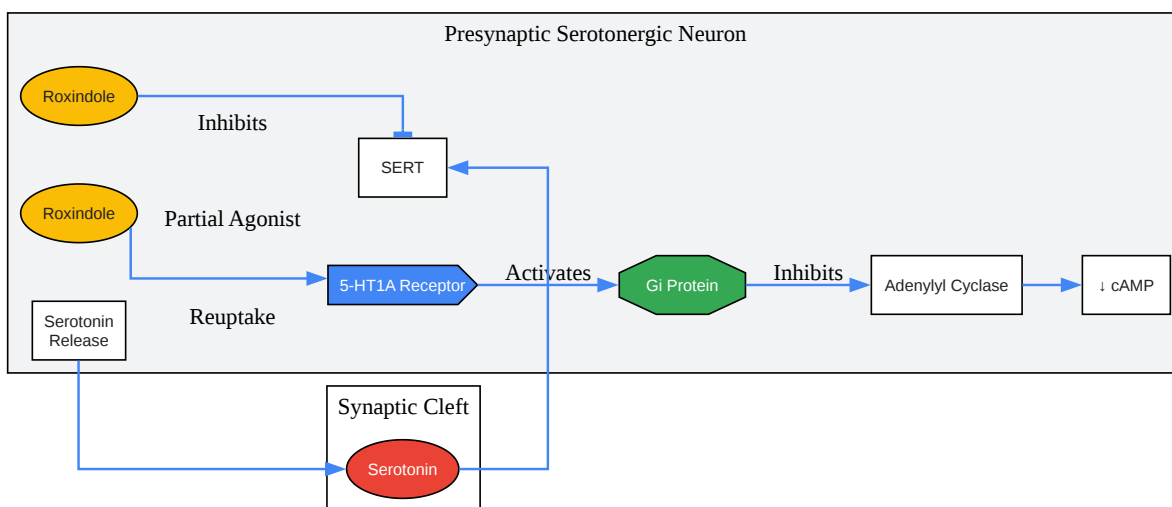 Presynaptic Serotonergic Neuron
Roxindole
Inhibits
SERT
Roxindole
Partial Agonist
5-HT1A Receptor
Activates
Gi Protein
Inhibits
Adenylyl Cyclase
↓ cAMP
Reuptake
Serotonin
Release
Synaptic Cleft
Serotonin